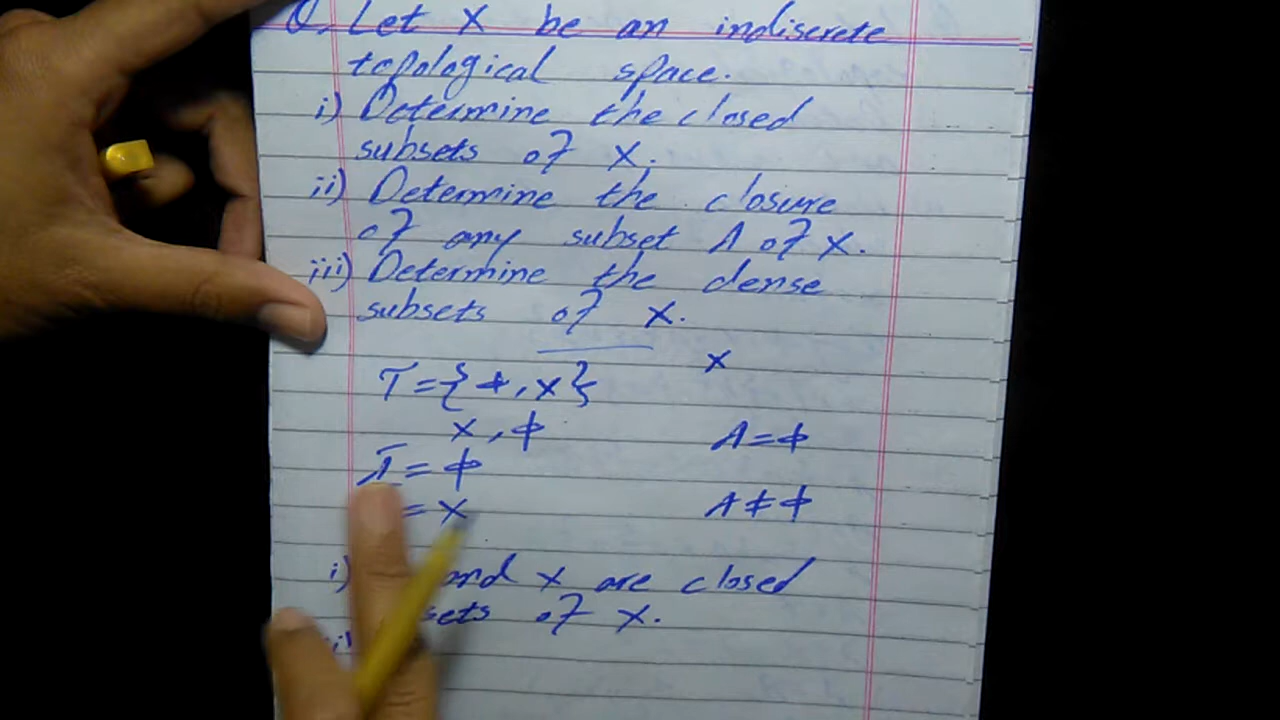 Q. Let X be an indiscrete
topological space.
i) Determine the closed
subsets of X.
ii) Determine the closure
of any subset A of X.
iii) Determine the dense
subsets of X.
X
T = {ϕ, X}
X, ϕ A = ϕ
Ā = ϕ
= X A ≠ ϕ
i) and X are closed
sets of X.